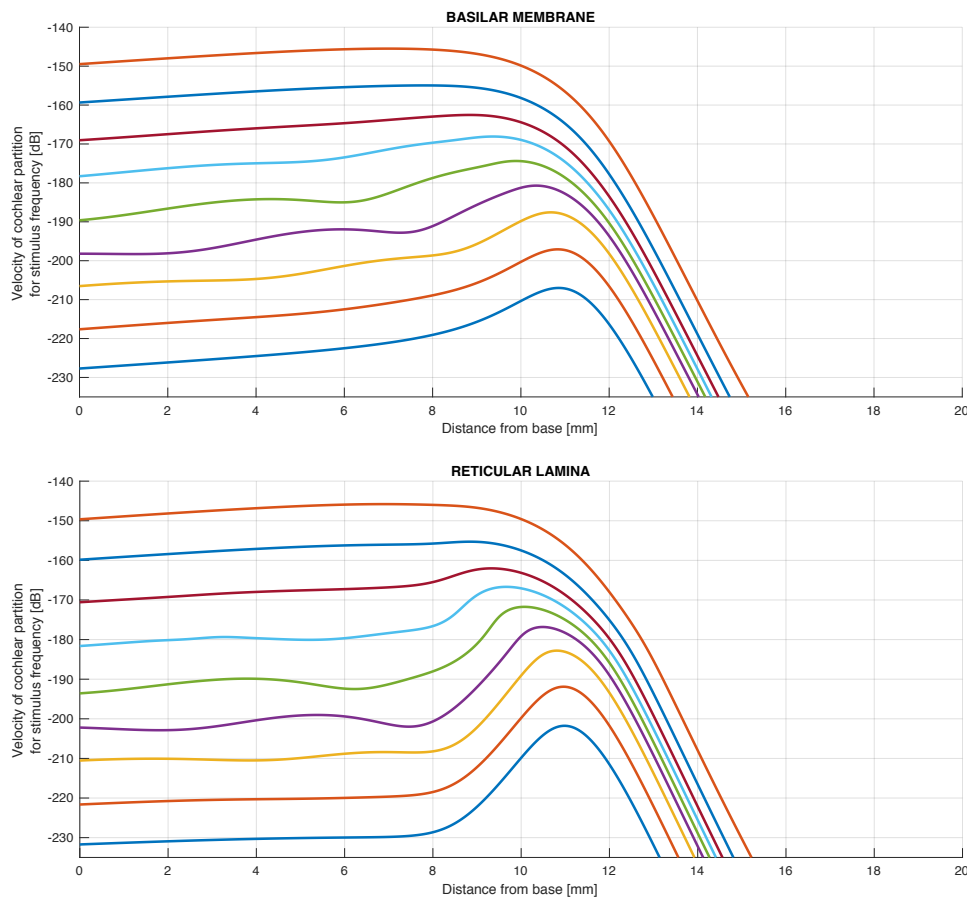 BASILAR MEMBRANE
Velocity of cochlear partition
for stimulus frequency [dB]
-140
-150
-160
-170
-180
-190
-200
-210
-220
-230
0 2 4 6 8 10 12 14 16 18 20
Distance from base [mm]
RETICULAR LAMINA
Velocity of cochlear partition
for stimulus frequency [dB]
-140
-150
-160
-170
-180
-190
-200
-210
-220
-230
0 2 4 6 8 10 12 14 16 18 20
Distance from base [mm]